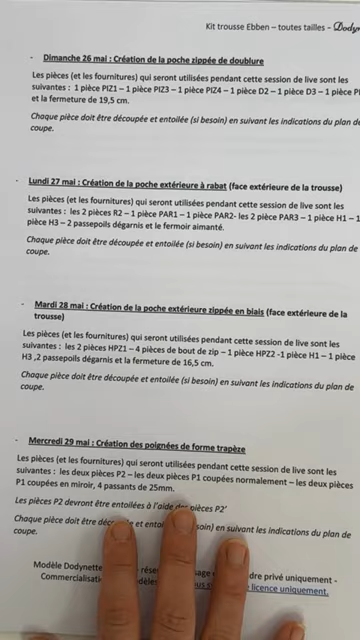 Kit trousse Ebben – toutes tailles -
- Dimanche 26 mai : Création de la poche zippée de doublure
Les pièces (et les fournitures) qui seront utilisées pendant cette session de live sont les
suivantes : 1 pièce PIZ1 – 1 pièce PIZ3 – 1 pièce PIZ4 – 1 pièce D2 – 1 pièce D3 – 1 pièce
et la fermeture de 19,5 cm.
Chaque pièce doit être découpée et entoilée (si besoin) en suivant les indications du plan de
coupe.
- Lundi 27 mai : Création de la poche extérieure à rabat (face extérieure de la trousse)
Les pièces (et les fournitures) qui seront utilisées pendant cette session de live sont les
suivantes : les 2 pièces R2 – 1 pièce PAR1 – 1 pièce PAR2- les 2 pièces PAR3 – 1 pièce H1 – 1
pièce H3 – 2 passepoils dégarnis et le fermoir aimanté.
Chaque pièce doit être découpée et entoilée (si besoin) en suivant les indications du plan de
coupe.
- Mardi 28 mai : Création de la poche extérieure zippée en biais (face extérieure de la
trousse)
Les pièces (et les fournitures) qui seront utilisées pendant cette session de live sont les
suivantes : les 2 pièces HPZ1 – 4 pièces de bout de zip – 1 pièce HPZ2 -1 pièce H1 – 1 pièce
H3 ,2 passepoils dégarnis et la fermeture de 16,5 cm.
Chaque pièce doit être découpée et entoilée (si besoin) en suivant les indications du plan de
coupe.
- Mercredi 29 mai : Création des poignées de forme trapèze
Les pièces (et les fournitures) qui seront utilisées pendant cette session de live sont les
suivantes : les deux pièces P2 – les deux pièces P1 coupées normalement – les deux pièces
P1 coupées en miroir, 4 passants de 25mm.
Les pièces P2 devront être entoilées à l'aide pièces P2'
Chaque pièce doit être et soin) en suivant les indications du plan de
coupe.
Modèle Dodynette privé uniquement -
licence uniquement.